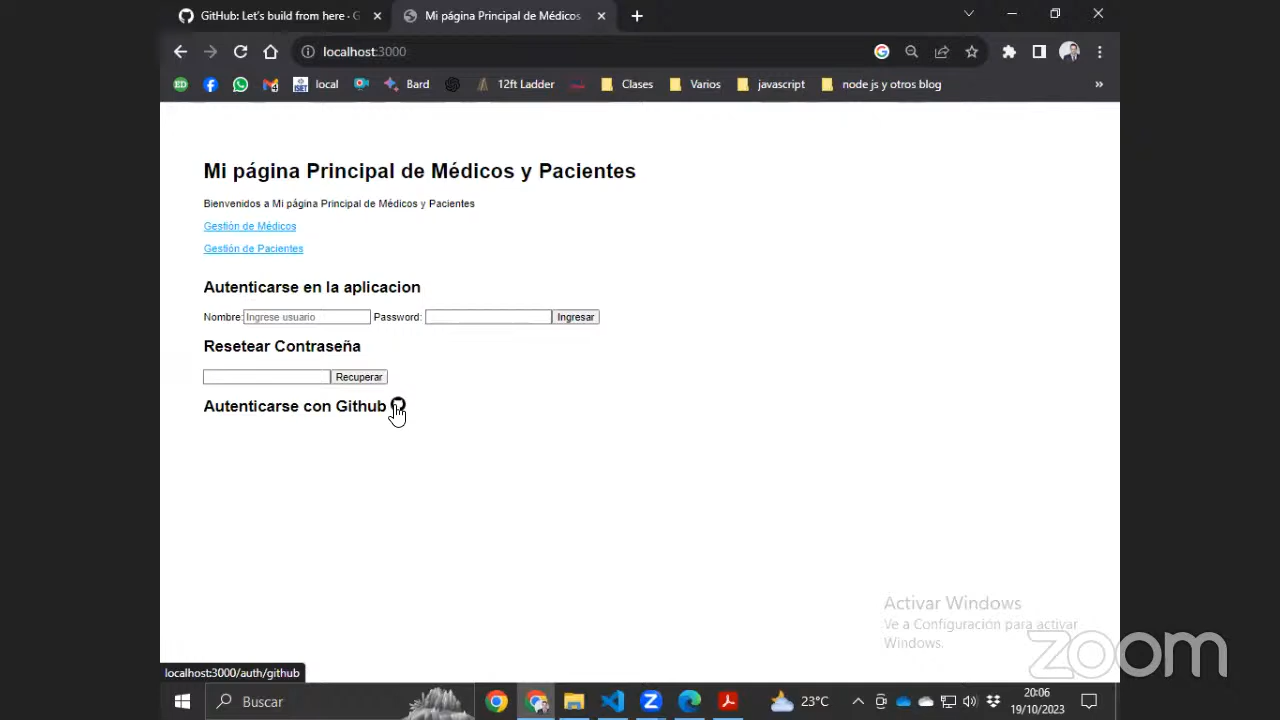 GitHub: Let's build from here · G
Mi página Principal de Médicos
localhost:3000
local
Bard
12ft Ladder
Clases
Varios
javascript
node js y otros blog
»
Mi página Principal de Médicos y Pacientes
Bienvenidos a Mi página Principal de Médicos y Pacientes
Gestión de Médicos
Gestión de Pacientes
Autenticarse en la aplicacion
Nombre: Ingrese usuario Password: Ingresar
Resetear Contraseña
Recuperar
Autenticarse con Github
Activar Windows
Ve a Configuración para activar
Windows.
zoom
localhost:3000/auth/github
Buscar
23°C
20:06
19/10/2023